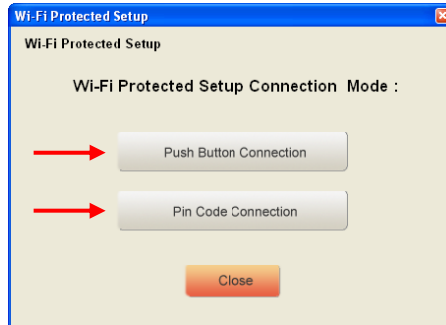 Wi-Fi Protected Setup
Wi-Fi Protected Setup
Wi-Fi Protected Setup Connection Mode :
Push Button Connection
Pin Code Connection
Close